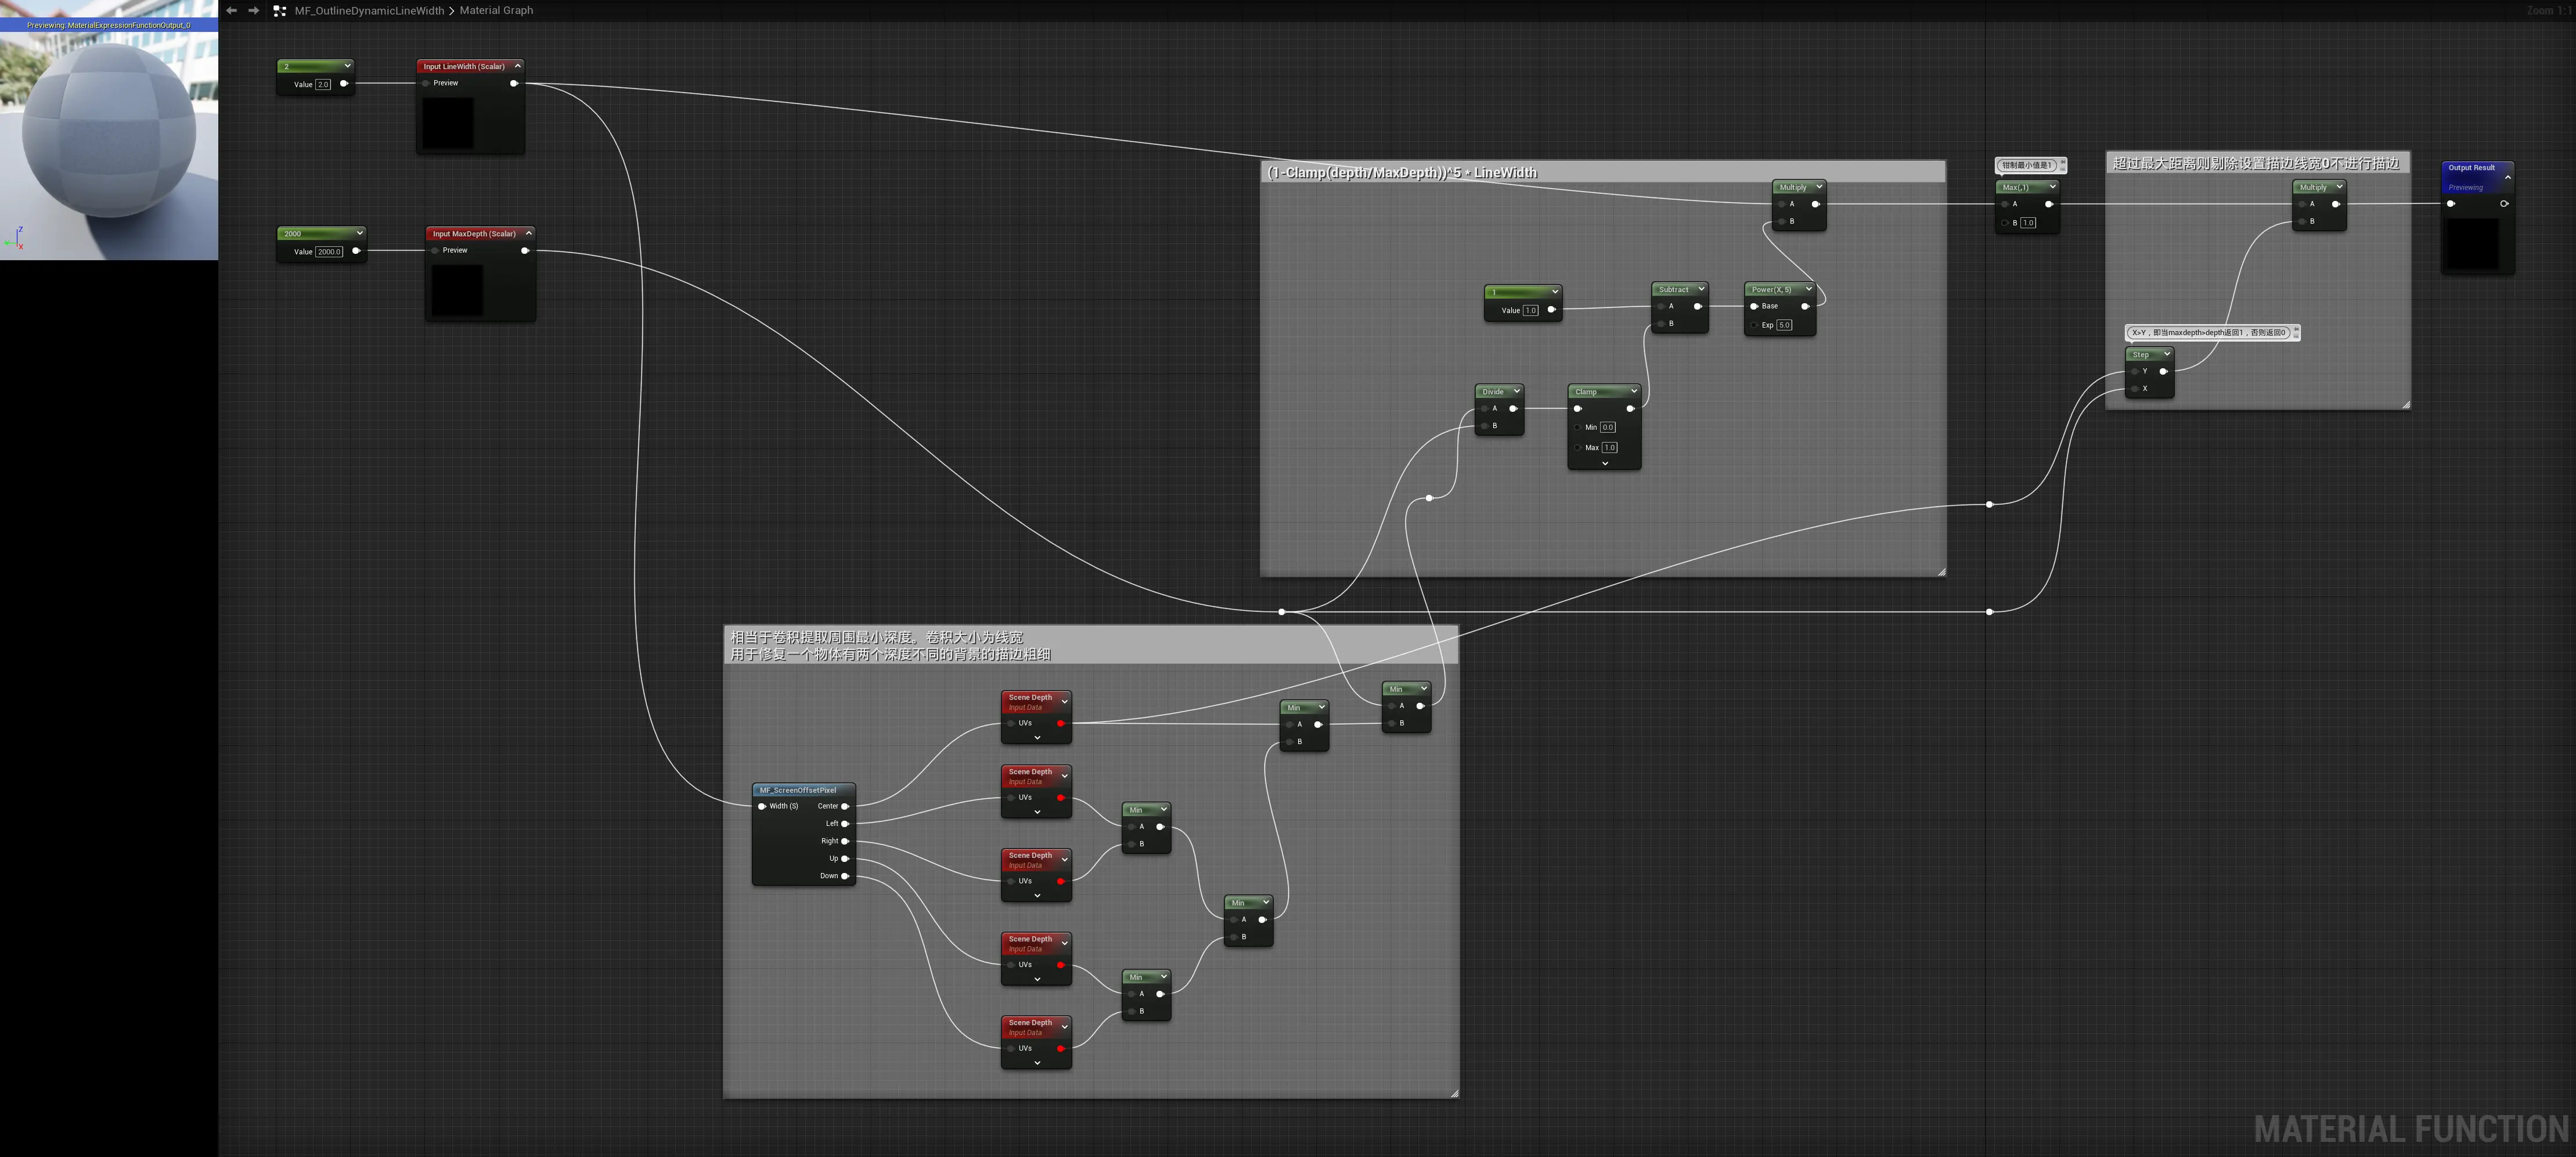 Previewing: MaterialExpressionFunctionOutput_0
MF_OutlineDynamicLineWidth > Material Graph
Zoom 1:1
2
Value 2.0
Input LineWidth (Scalar)
Preview
2000
Value 2000.0
Input MaxDepth (Scalar)
Preview
Z
X
(1-Clamp(depth/MaxDepth))^5 * LineWidth
Multiply
A
B
1
Value 1.0
Subtract
A
B
Power(X, 5)
Base
Exp 5.0
Divide
A
B
Clamp
Min 0.0
Max 1.0
钳制最小值是1
Max(,1)
A
B 1.0
超过最大距离则剔除设置描边线宽0不进行描边
Multiply
A
B
X>Y，即当maxdepth>depth返回1，否则返回0
Step
Y
X
Output Result
Previewing
相当于卷积提取周围最小深度。卷积大小为线宽
用于修复一个物体有两个深度不同的背景的描边粗细
MF_ScreenOffsetPixel
Width (S) Center
Left
Right
Up
Down
Scene Depth
Input Data
UVs
Scene Depth
Input Data
UVs
Scene Depth
Input Data
UVs
Scene Depth
Input Data
UVs
Scene Depth
Input Data
UVs
Min
A
B
Min
A
B
Min
A
B
Min
A
B
Min
A
B
MATERIAL FUNCTION